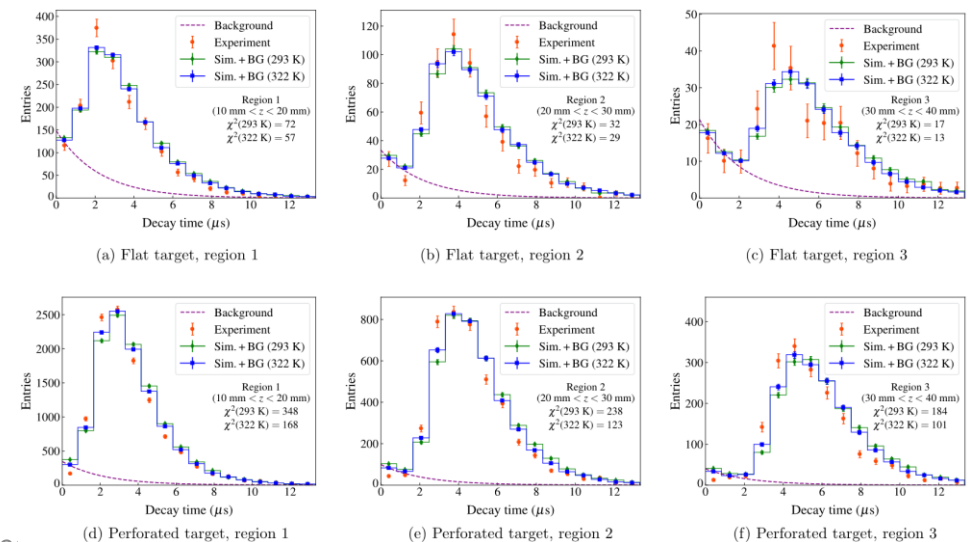 Background
Experiment
Sim. + BG (293 K)
Sim. + BG (322 K)
Region 1
(10 mm < z < 20 mm)
χ²(293 K) = 72
χ²(322 K) = 57
Entries
400
350
300
250
200
150
100
50
0
0 2 4 6 8 10 12
Decay time (μs)
(a) Flat target, region 1
Background
Experiment
Sim. + BG (293 K)
Sim. + BG (322 K)
Region 2
(20 mm < z < 30 mm)
χ²(293 K) = 32
χ²(322 K) = 29
Entries
120
100
80
60
40
20
0
0 2 4 6 8 10 12
Decay time (μs)
(b) Flat target, region 2
Background
Experiment
Sim. + BG (293 K)
Sim. + BG (322 K)
Region 3
(30 mm < z < 40 mm)
χ²(293 K) = 17
χ²(322 K) = 13
Entries
50
40
30
20
10
0
0 2 4 6 8 10 12
Decay time (μs)
(c) Flat target, region 3
Background
Experiment
Sim. + BG (293 K)
Sim. + BG (322 K)
Region 1
(10 mm < z < 20 mm)
χ²(293 K) = 348
χ²(322 K) = 168
Entries
2500
2000
1500
1000
500
0
0 2 4 6 8 10 12
Decay time (μs)
(d) Perforated target, region 1
Background
Experiment
Sim. + BG (293 K)
Sim. + BG (322 K)
Region 2
(20 mm < z < 30 mm)
χ²(293 K) = 238
χ²(322 K) = 123
Entries
800
600
400
200
0
0 2 4 6 8 10 12
Decay time (μs)
(e) Perforated target, region 2
Background
Experiment
Sim. + BG (293 K)
Sim. + BG (322 K)
Region 3
(30 mm < z < 40 mm)
χ²(293 K) = 184
χ²(322 K) = 101
Entries
400
300
200
100
0
0 2 4 6 8 10 12
Decay time (μs)
(f) Perforated target, region 3